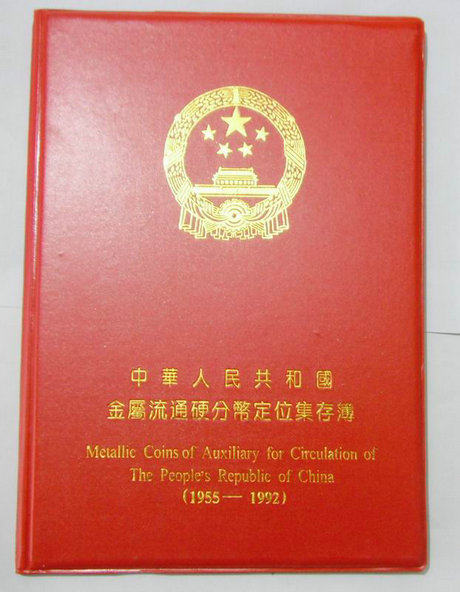 中華人民共和國
金屬流通硬分幣定位集存簿
Metallic Coins of Auxiliary for Circulation of
The People's Republic of China
(1955—1992)